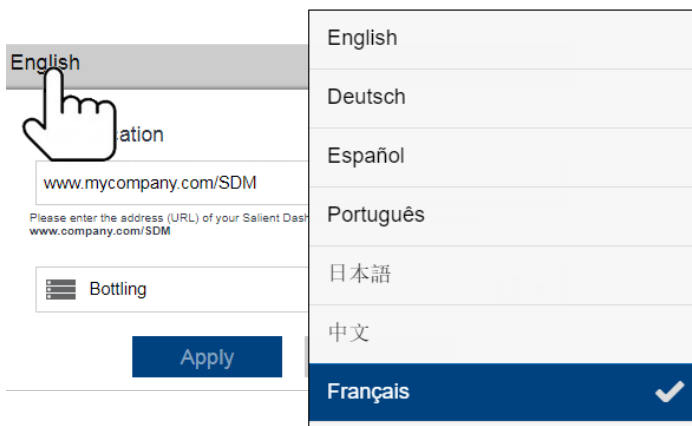 English
ation
www.mycompany.com/SDM
Please enter the address (URL) of your Salient Dash
www.company.com/SDM
Bottling
Apply
English
Deutsch
Español
Português
日本語
中文
Français